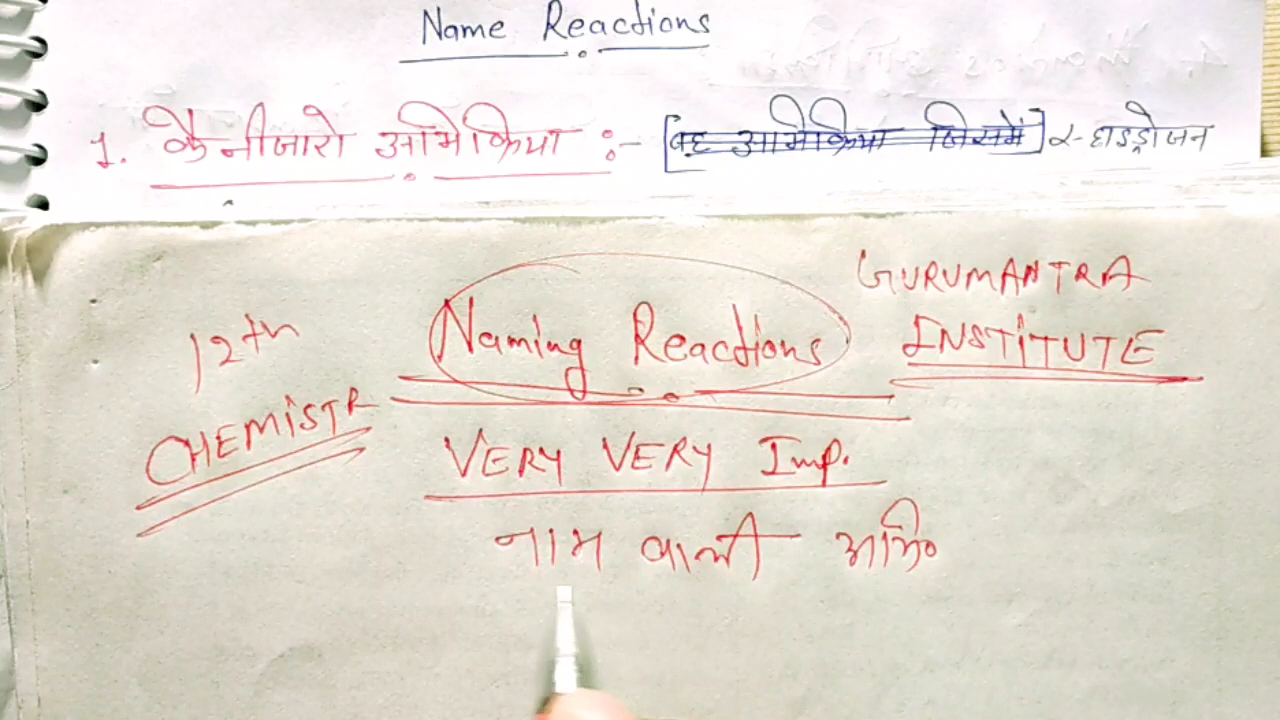 Name Reactions
1. कैनीजारो अभिक्रिया :- [वह अभिक्रिया जिसमें] α-हाइड्रोजन
GURUMANTRA
12th Naming Reactions INSTITUTE
CHEMISTR
VERY VERY Imp.
नाम वाली अभि०